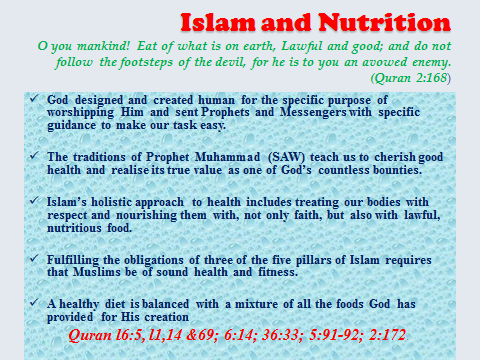 Islam and Nutrition
O you mankind! Eat of what is on earth, Lawful and good; and do not
follow the footsteps of the devil, for he is to you an avowed enemy.
(Quran 2:168)
✓ God designed and created human for the specific purpose of
worshipping Him and sent Prophets and Messengers with specific
guidance to make our task easy.
✓ The traditions of Prophet Muhammad (SAW) teach us to cherish good
health and realise its true value as one of God's countless bounties.
✓ Islam's holistic approach to health includes treating our bodies with
respect and nourishing them with, not only faith, but also with lawful,
nutritious food.
✓ Fulfilling the obligations of three of the five pillars of Islam requires
that Muslims be of sound health and fitness.
✓ A healthy diet is balanced with a mixture of all the foods God has
provided for His creation
Quran l6:5, l1,14 &69; 6:14; 36:33; 5:91-92; 2:172